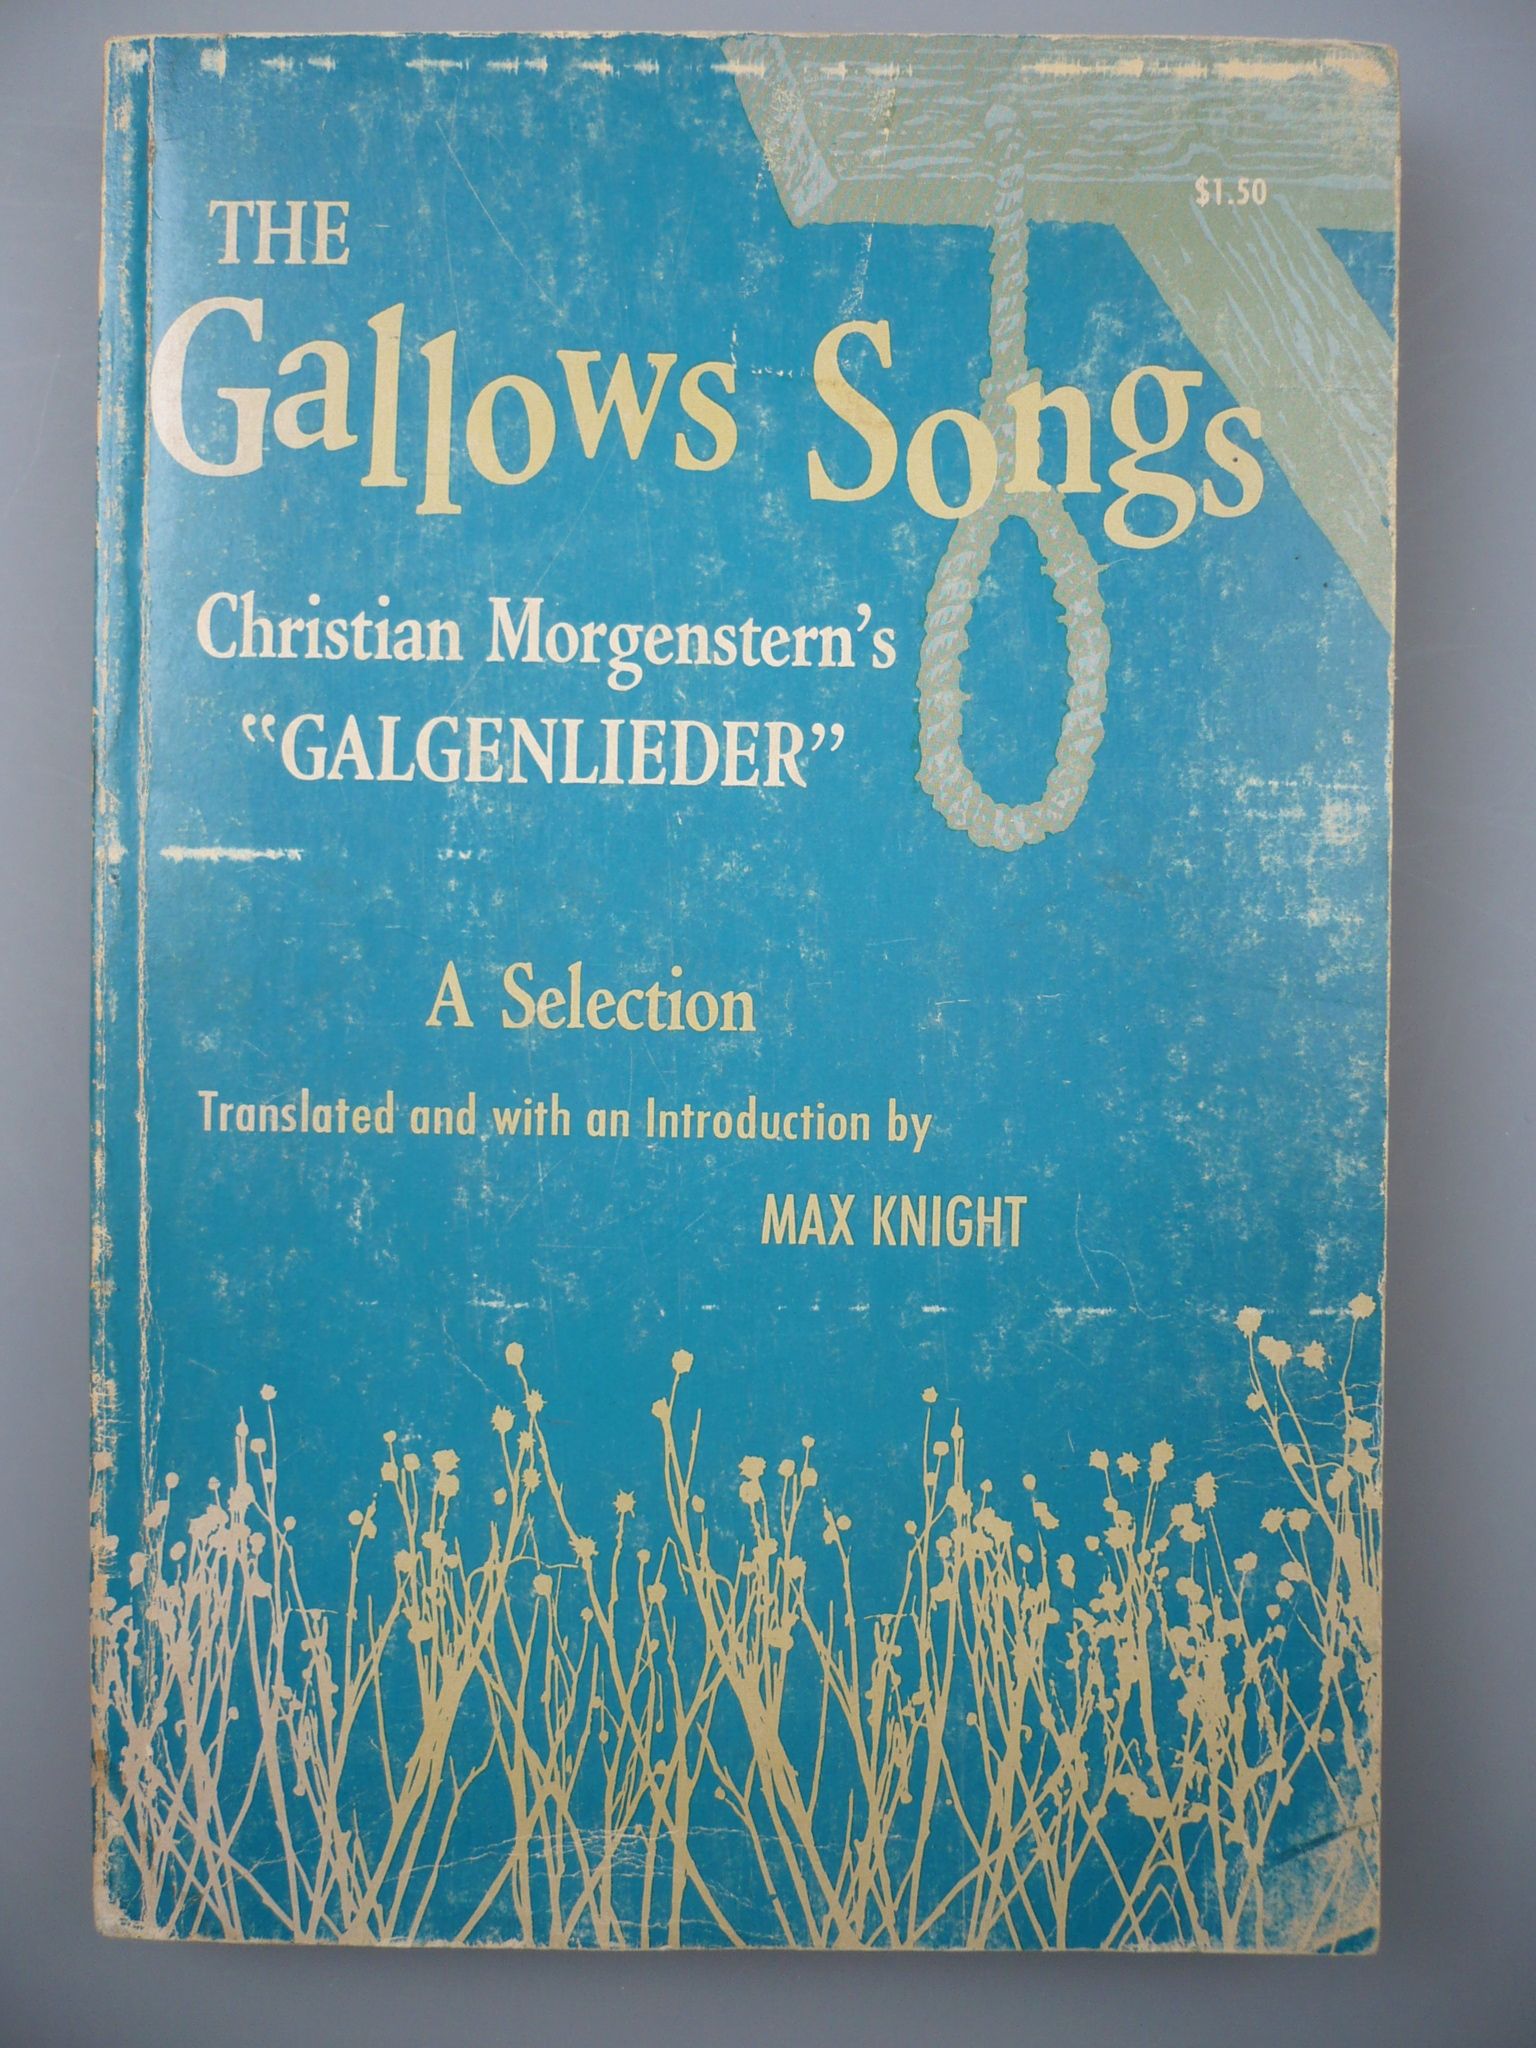 $1.50
THE
Gallows Songs
Christian Morgenstern's
“GALGENLIEDER”
A Selection
Translated and with an Introduction by
MAX KNIGHT